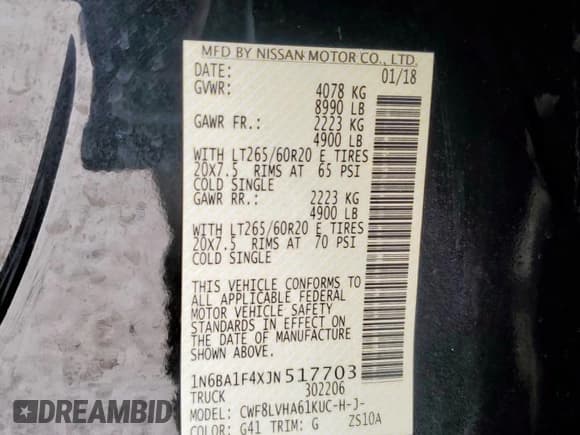 MFD BY NISSAN MOTOR CO., LTD.
DATE: 01/18
GVWR: 4078 KG
8990 LB
GAWR FR.: 2223 KG
4900 LB
WITH LT265/60R20 E TIRES
20X7.5 RIMS AT 65 PSI
COLD SINGLE
GAWR RR.: 2223 KG
4900 LB
WITH LT265/60R20 E TIRES
20X7.5 RIMS AT 70 PSI
COLD SINGLE
THIS VEHICLE CONFORMS TO
ALL APPLICABLE FEDERAL
MOTOR VEHICLE SAFETY
STANDARDS IN EFFECT ON
THE DATE OF MANUFACTURE
SHOWN ABOVE.
1N6BA1F4XJN517703
TRUCK 302206
MODEL: CWF8LVHA61KUC-H-J-
COLOR: G41 TRIM: G ZS10A
DREAMBID